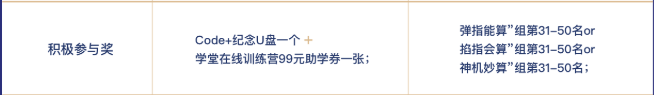 积极参与奖
Code+纪念U盘一个 +
学堂在线训练营99元助学券一张；
弹指能算”组第31-50名or
掐指会算”组第31-50名or
神机妙算”组第31-50名；